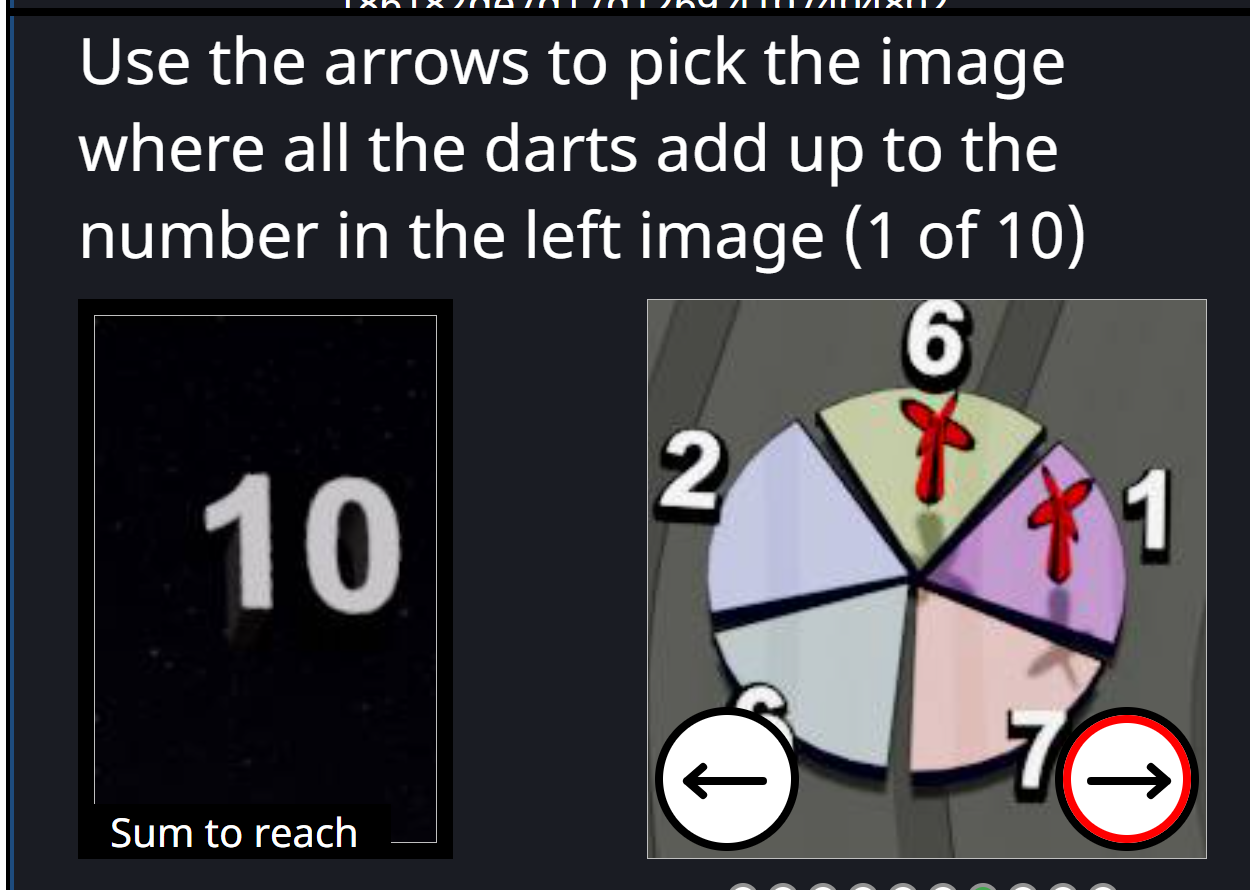 Use the arrows to pick the image
where all the darts add up to the
number in the left image (1 of 10)
6
2
1
10
6
7
Sum to reach